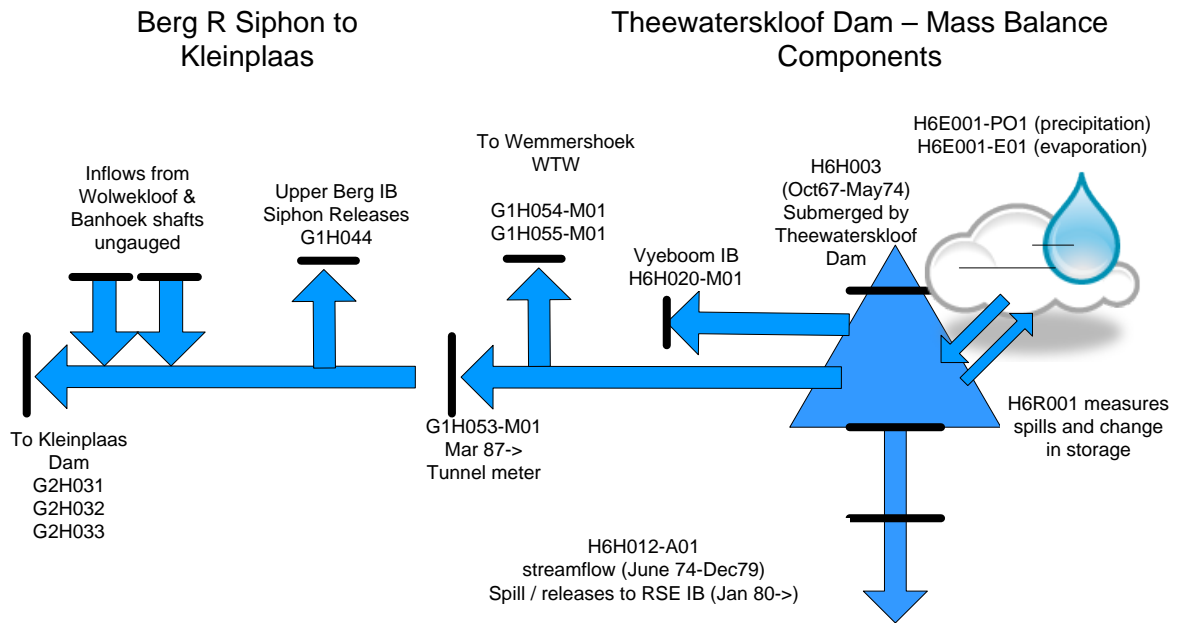 Berg R Siphon to
Kleinplaas
Theewaterskloof Dam – Mass Balance
Components
Inflows from
Wolwekloof &
Banhoek shafts
ungauged
Upper Berg IB
Siphon Releases
G1H044
To Wemmershoek
WTW
G1H054-M01
G1H055-M01
Vyeboom IB
H6H020-M01
H6H003
(Oct67-May74)
Submerged by
Theewaterskloof
Dam
H6E001-PO1 (precipitation)
H6E001-E01 (evaporation)
To Kleinplaas
Dam
G2H031
G2H032
G2H033
G1H053-M01
Mar 87->
Tunnel meter
H6R001 measures
spills and change
in storage
H6H012-A01
streamflow (June 74-Dec79)
Spill / releases to RSE IB (Jan 80->)